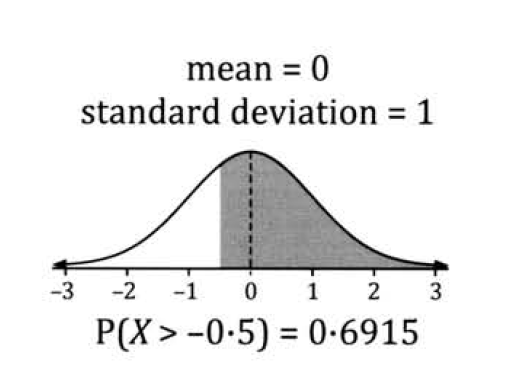 mean = 0
standard deviation = 1
−3 −2 −1 0 1 2 3
P(X > −0·5) = 0·6915